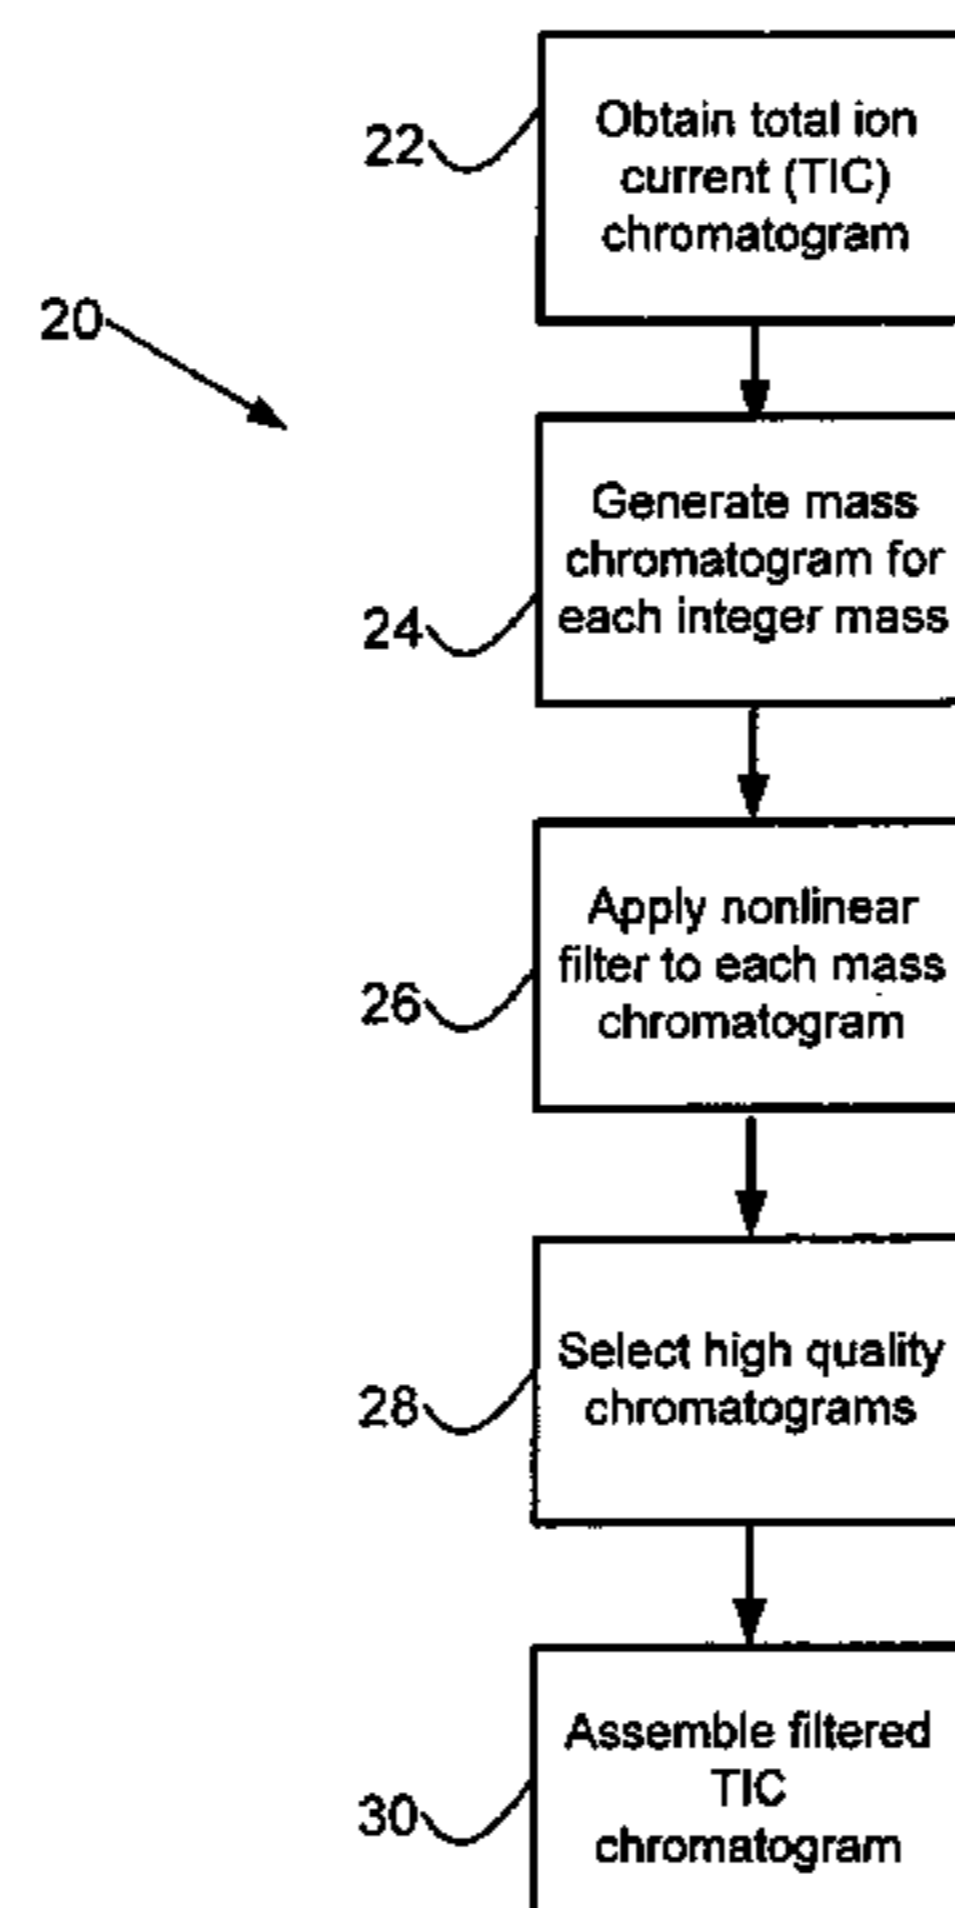 22
Obtain total ion
current (TIC)
chromatogram
20
Generate mass
chromatogram for
each integer mass
24
Apply nonlinear
filter to each mass
chromatogram
26
Select high quality
chromatograms
28
Assemble filtered
TIC
chromatogram
30